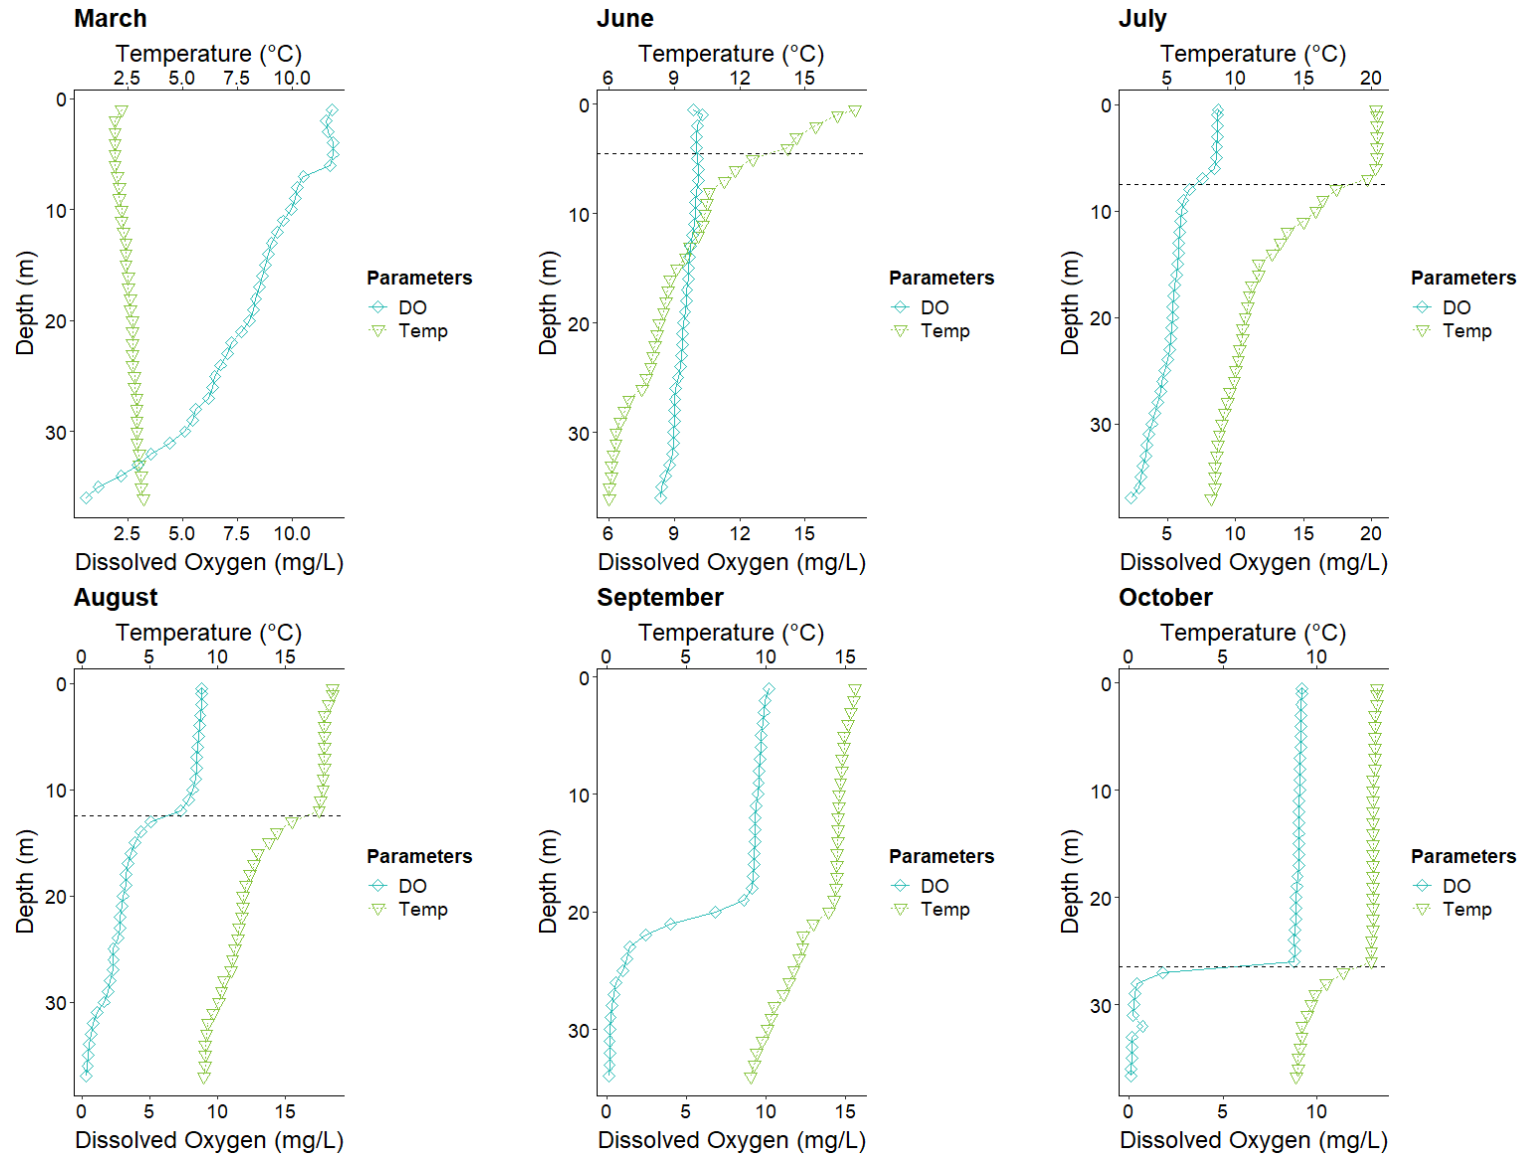 March
Temperature (°C)
2.5 5.0 7.5 10.0
0
10
20
30
Depth (m)
Parameters
DO
Temp
2.5 5.0 7.5 10.0
Dissolved Oxygen (mg/L)
June
Temperature (°C)
6 9 12 15
0
10
20
30
Depth (m)
Parameters
DO
Temp
6 9 12 15
Dissolved Oxygen (mg/L)
July
Temperature (°C)
5 10 15 20
0
10
20
30
Depth (m)
Parameters
DO
Temp
5 10 15 20
Dissolved Oxygen (mg/L)
August
Temperature (°C)
0 5 10 15
0
10
20
30
Depth (m)
Parameters
DO
Temp
0 5 10 15
Dissolved Oxygen (mg/L)
September
Temperature (°C)
0 5 10 15
0
10
20
30
Depth (m)
Parameters
DO
Temp
0 5 10 15
Dissolved Oxygen (mg/L)
October
Temperature (°C)
0 5 10
0
10
20
30
Depth (m)
Parameters
DO
Temp
0 5 10
Dissolved Oxygen (mg/L)